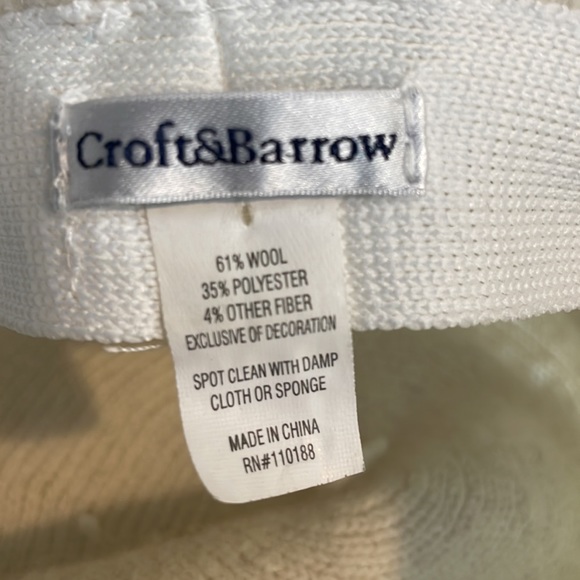 Croft&Barrow
61% WOOL
35% POLYESTER
4% OTHER FIBER
EXCLUSIVE OF DECORATION
SPOT CLEAN WITH DAMP
CLOTH OR SPONGE
MADE IN CHINA
RN#110188